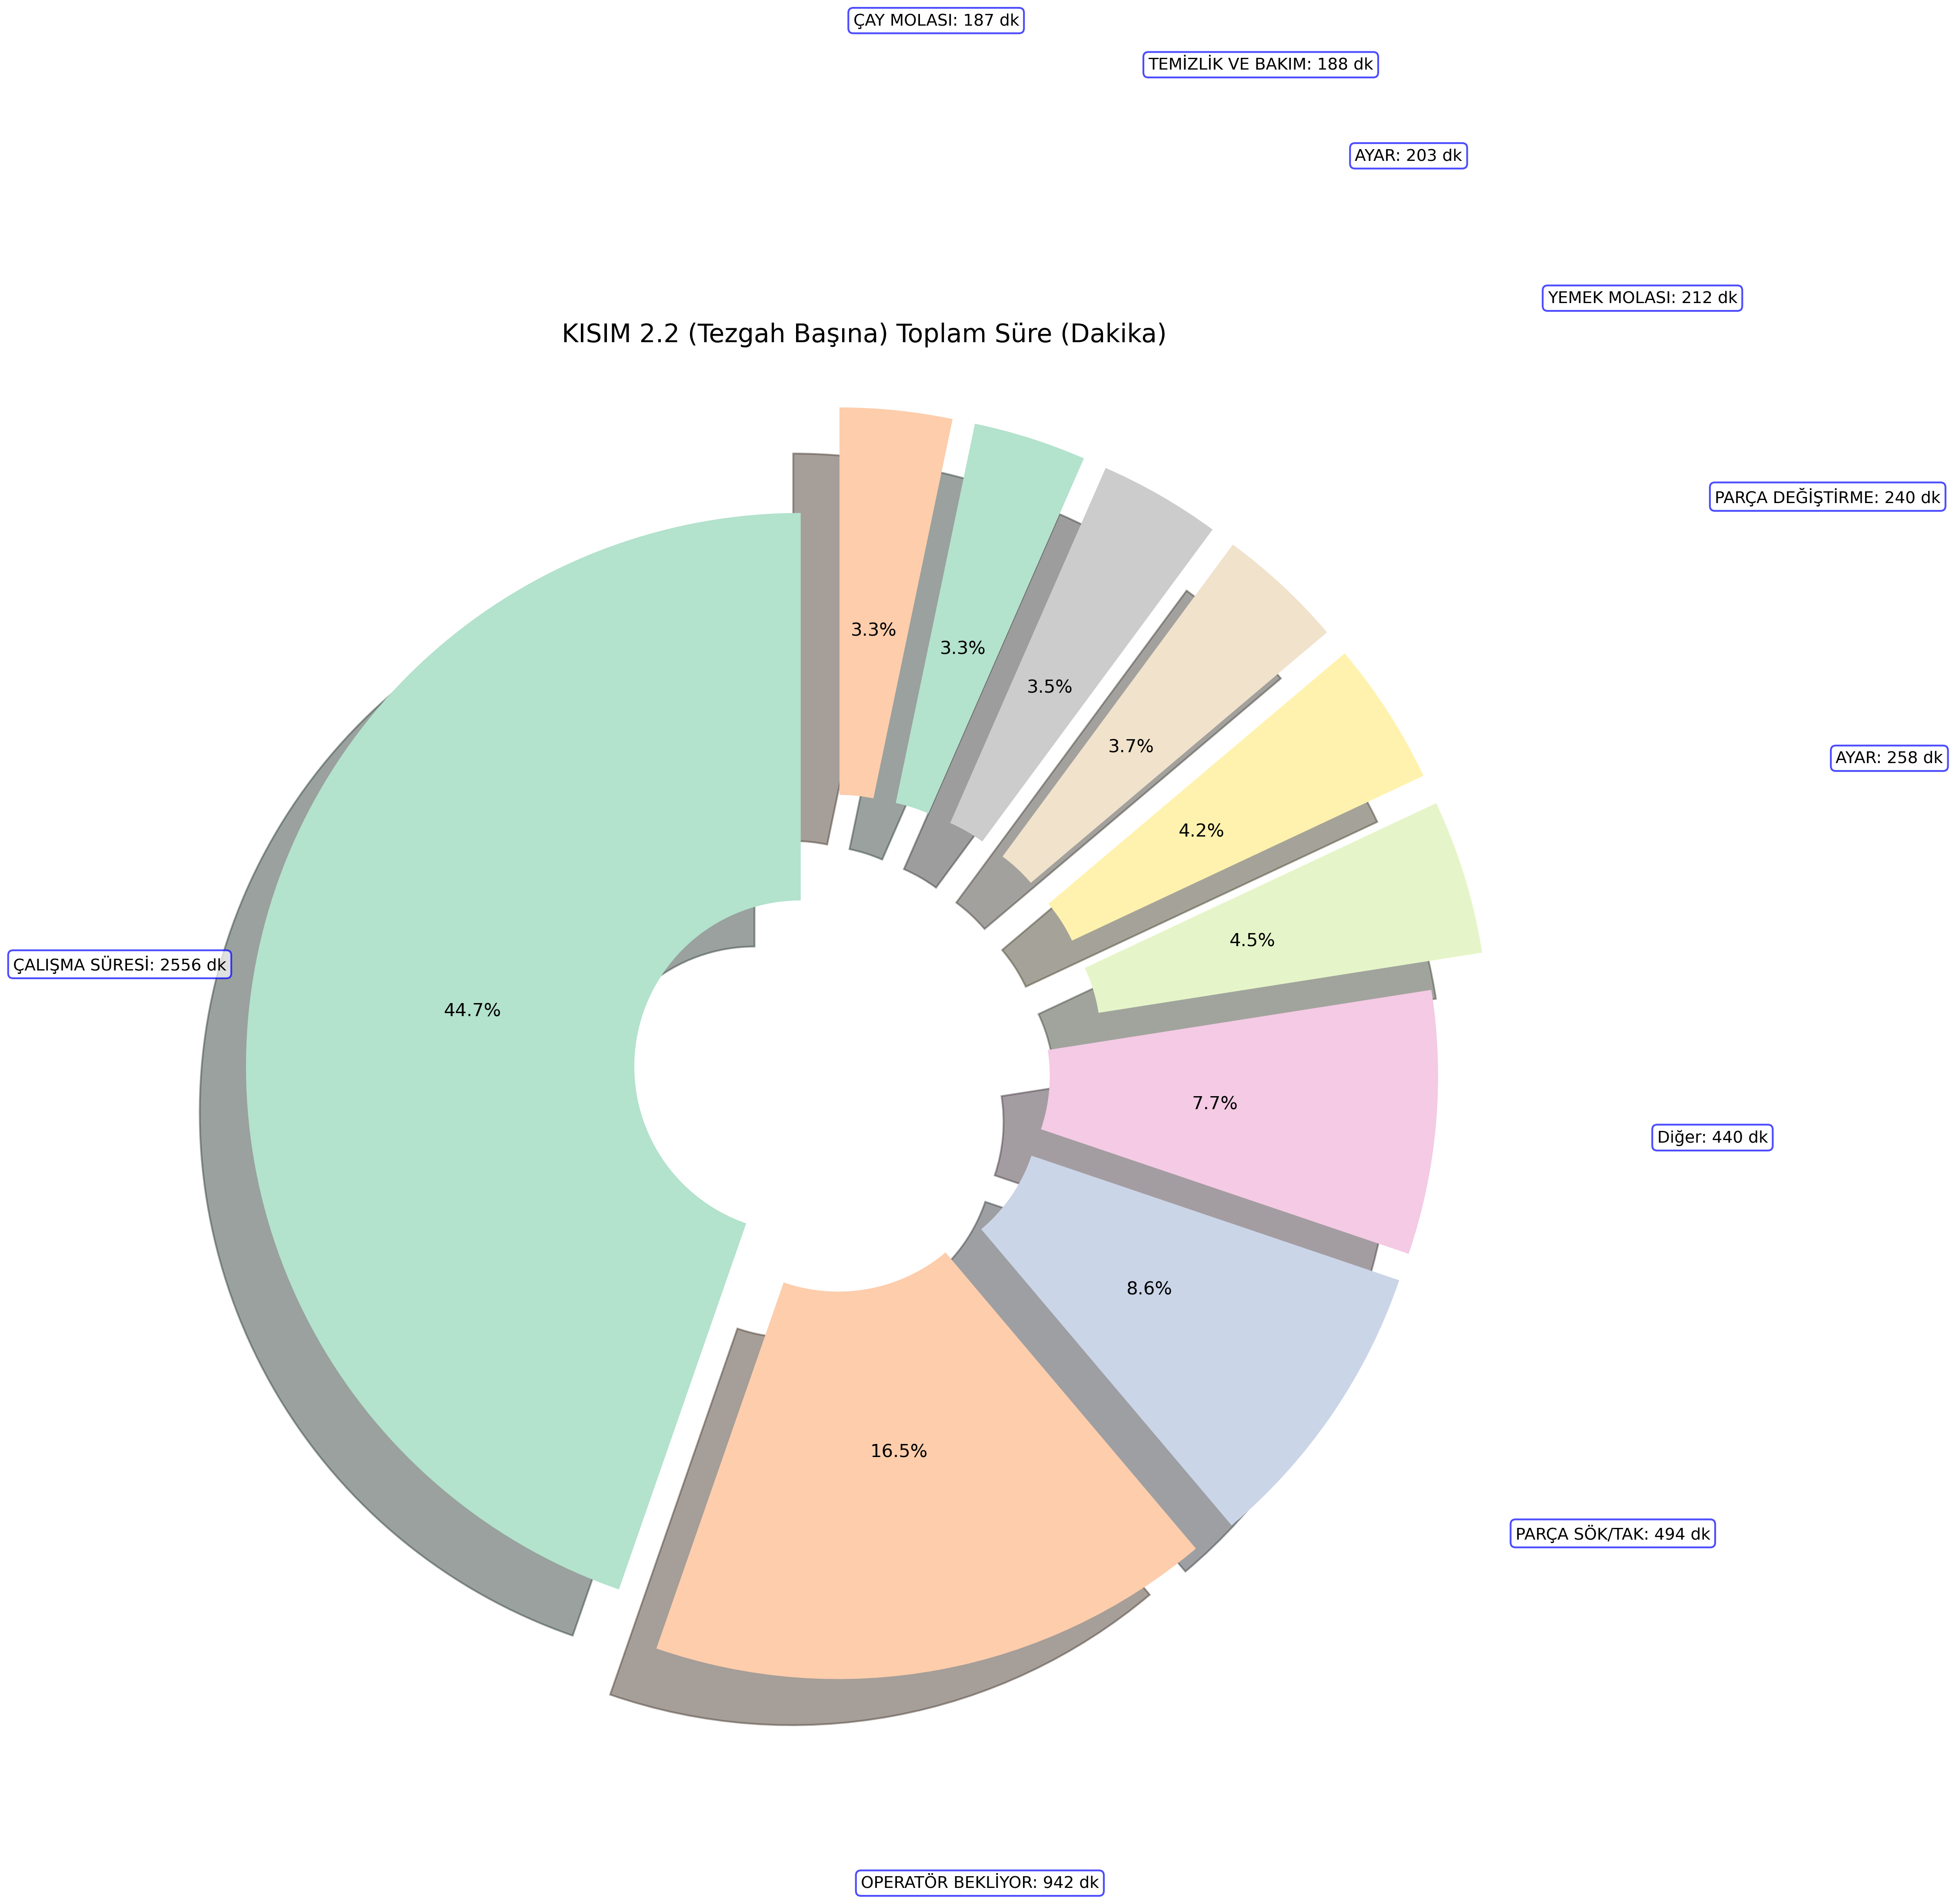 ÇAY MOLASI: 187 dk
TEMİZLİK VE BAKIM: 188 dk
AYAR: 203 dk
YEMEK MOLASI: 212 dk
KISIM 2.2 (Tezgah Başına) Toplam Süre (Dakika)
PARÇA DEĞİŞTİRME: 240 dk
3.3%
3.3%
3.5%
3.7%
AYAR: 258 dk
4.2%
4.5%
ÇALIŞMA SÜRESİ: 2556 dk
44.7%
7.7%
Diğer: 440 dk
8.6%
16.5%
PARÇA SÖK/TAK: 494 dk
OPERATÖR BEKLİYOR: 942 dk